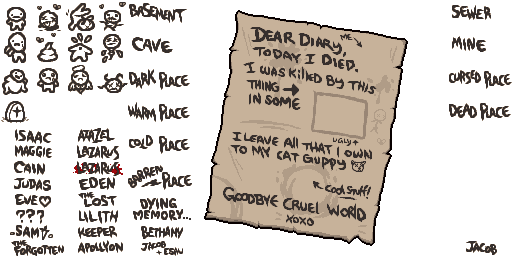 BASEMENT
CAVE
DARK PLACE
WARM PLACE
COLD PLACE
BARREN PLACE
DYING MEMORY...
ISAAC
MAGGIE
CAIN
JUDAS
EVE♡
???
SAMS
THE FORGOTTEN
AZAZEL
LAZARUS
LAZARUS
EDEN
THE LOST
LILITH
KEEPER
APOLLYON
BETHANY
JACOB + ESAU
DEAR DIARY,
ME
TODAY I DIED.
I WAS KILLED BY THIS
THING →
IN SOME
UGLY↑
I LEAVE ALL THAT I OWN
TO MY CAT GUPPY
COOL STUFF!
GOODBYE CRUEL WORLD
XOXO
SEWER
MINE
CURSED PLACE
DEAD PLACE
JACOB